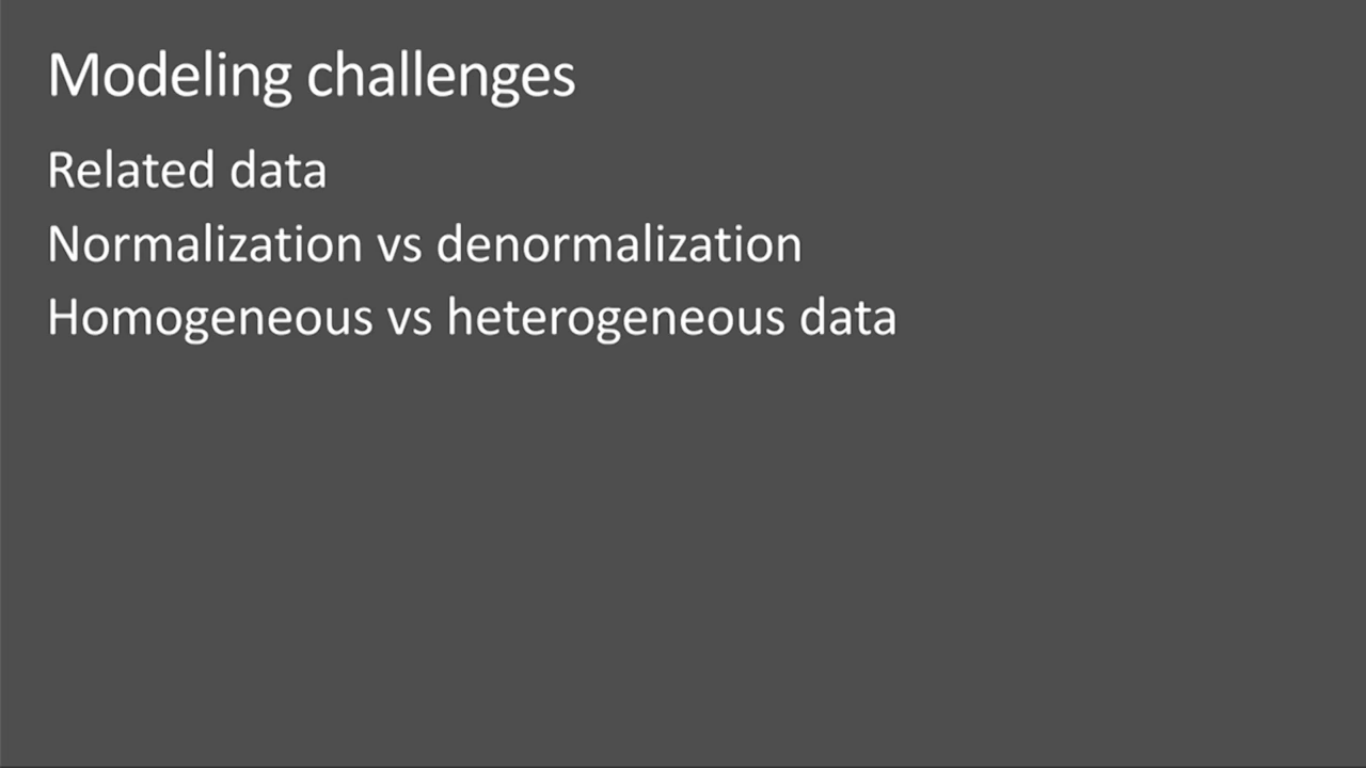 Modeling challenges
Related data
Normalization vs denormalization
Homogeneous vs heterogeneous data